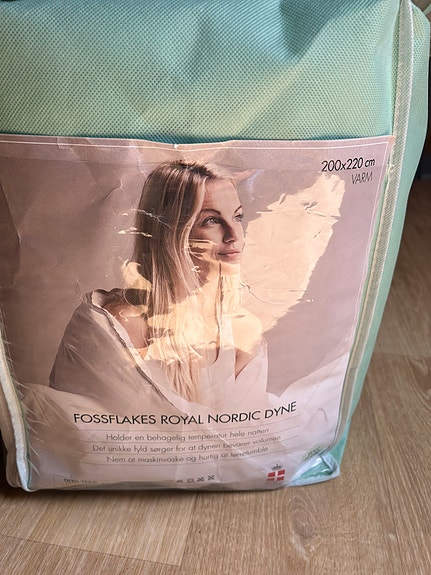 200x220 cm
VARM
FOSSFLAKES ROYAL NORDIC DYNE
Holder en behagelig temperatur hele natten
Det unikke fyld sørger for at dynen bevarer volumen
Nem at maskinvaske og hurtig at tørretumble